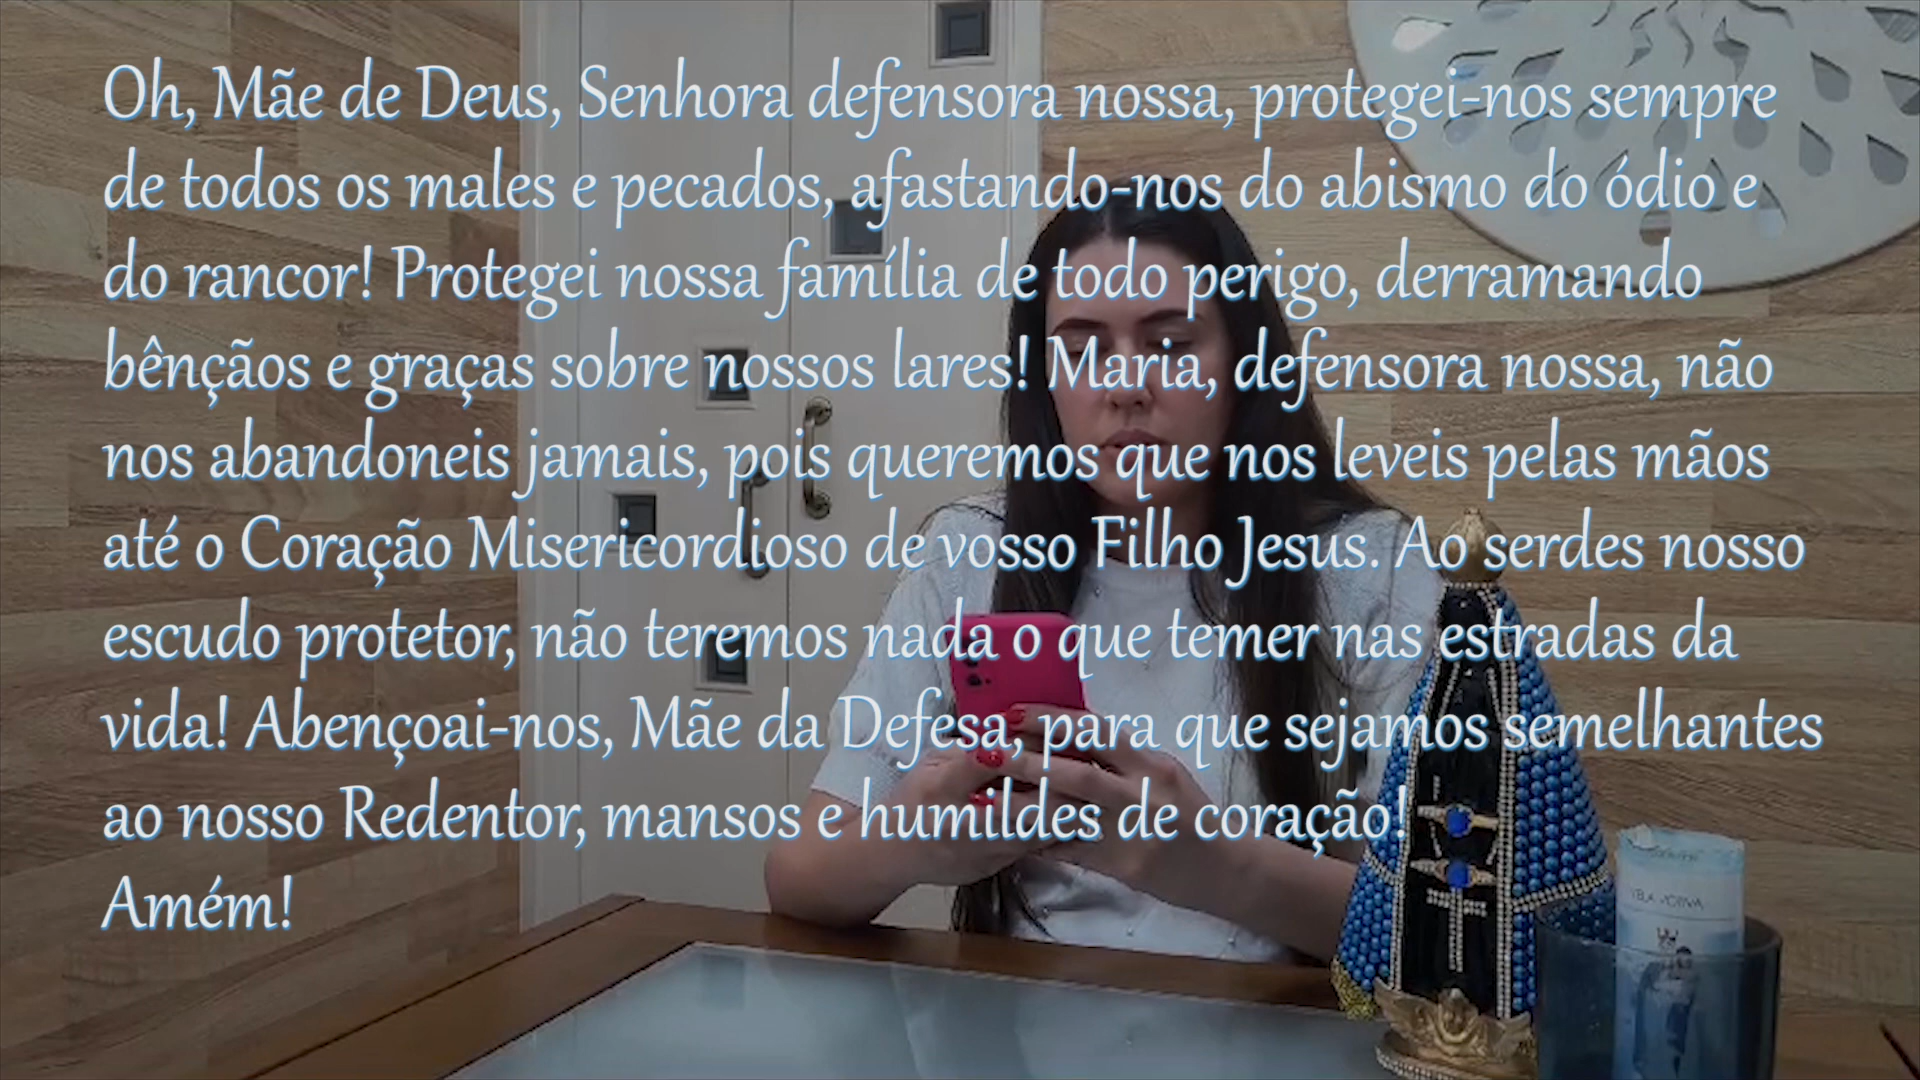 Oh, Mãe de Deus, Senhora defensora nossa, protegei-nos sempre
de todos os males e pecados, afastando-nos do abismo do ódio e
do rancor! Protegei nossa família de todo perigo, derramando
bênçãos e graças sobre nossos lares! Maria, defensora nossa, não
nos abandoneis jamais, pois queremos que nos leveis pelas mãos
até o Coração Misericordioso de vosso Filho Jesus. Ao serdes nosso
escudo protetor, não teremos nada o que temer nas estradas da
vida! Abençoai-nos, Mãe da Defesa, para que sejamos semelhantes
ao nosso Redentor, mansos e humildes de coração!
Amém!
VELA VOTIVA